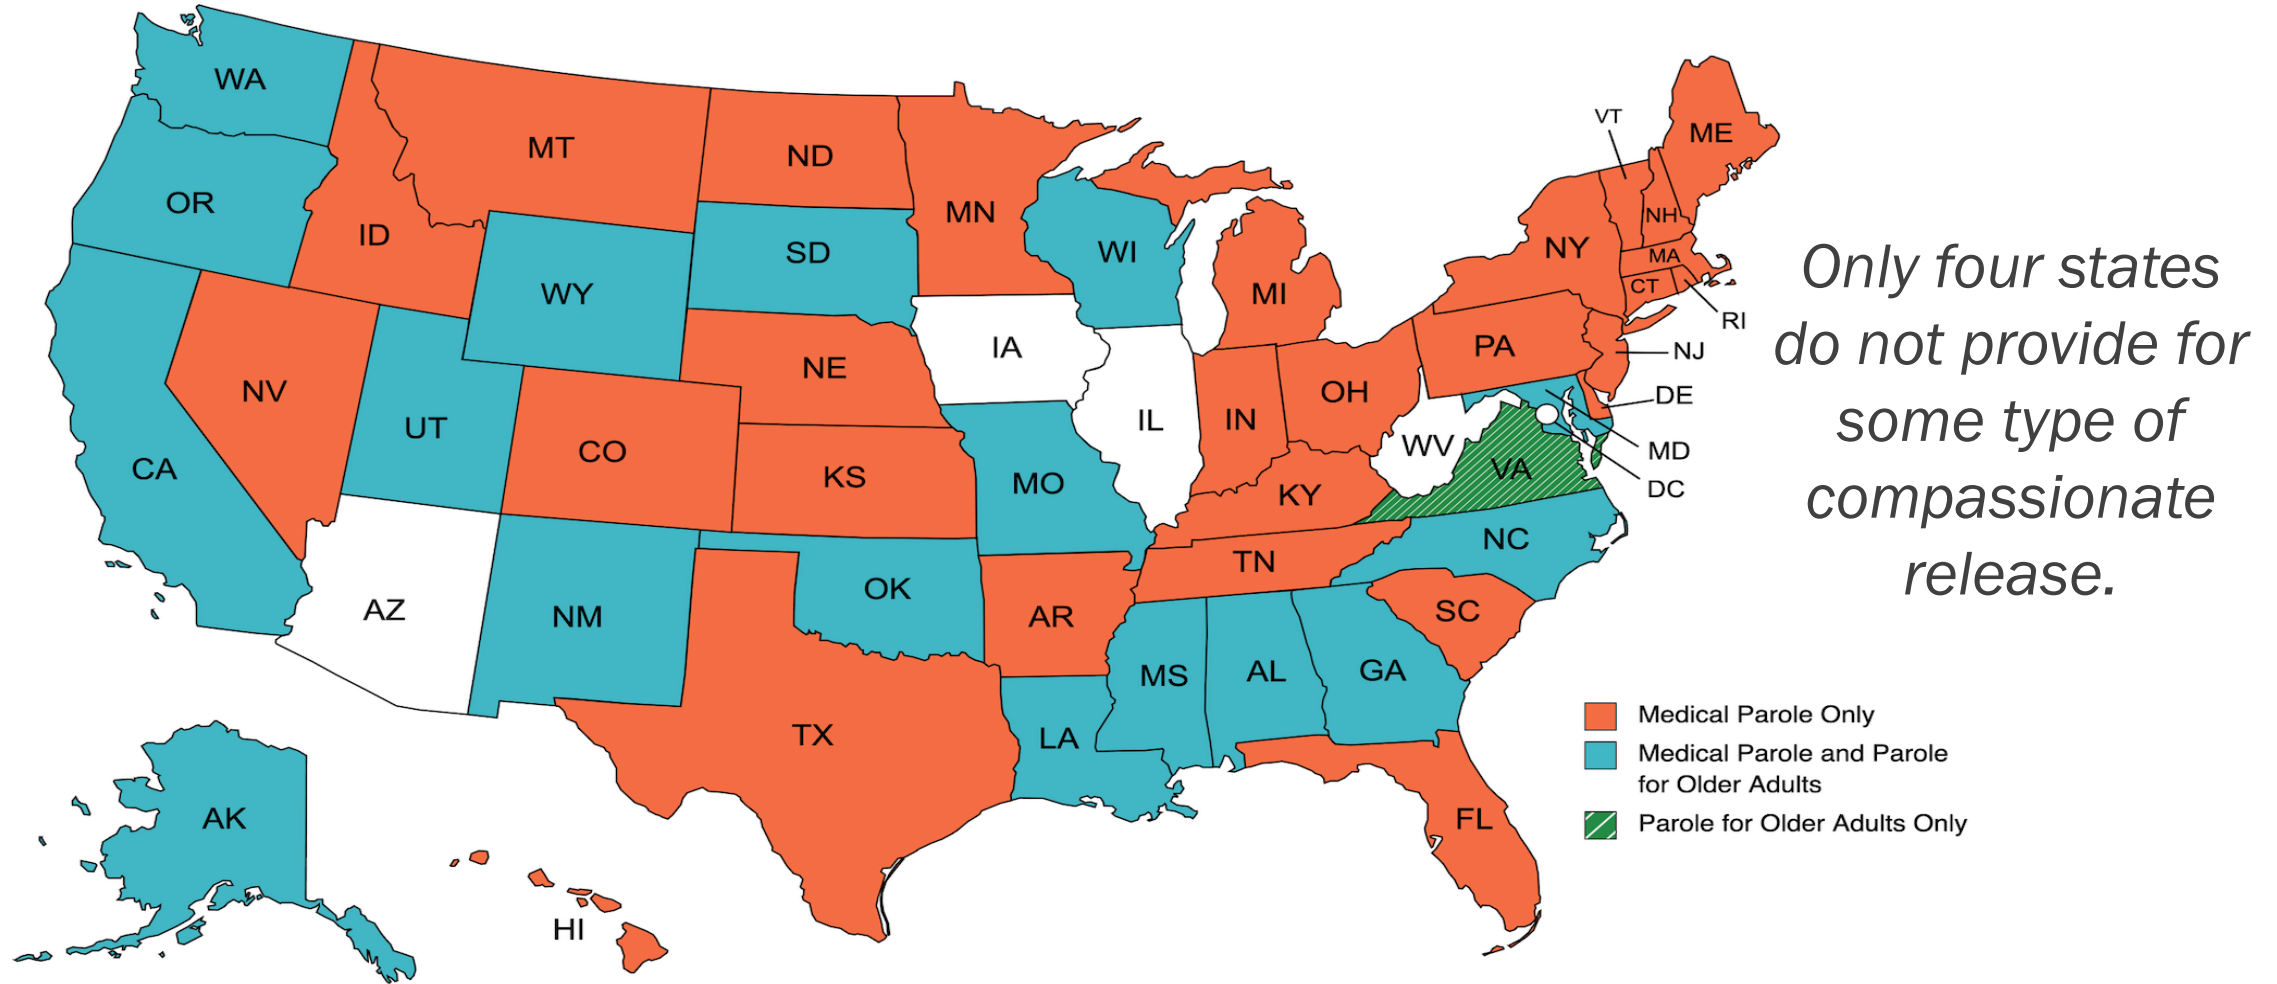 WA
MT
ND
MN
VT
ME
OR
ID
SD
WI
NH
NY
MA
WY
MI
CT
RI
IA
NE
PA
NJ
NV
OH
DE
UT
CO
IL
IN
WV
MD
CA
KS
MO
KY
VA
DC
NC
TN
AZ
NM
OK
AR
SC
MS
AL
GA
TX
LA
AK
FL
HI
Only four states
do not provide for
some type of
compassionate
release.
Medical Parole Only
Medical Parole and Parole
for Older Adults
Parole for Older Adults Only